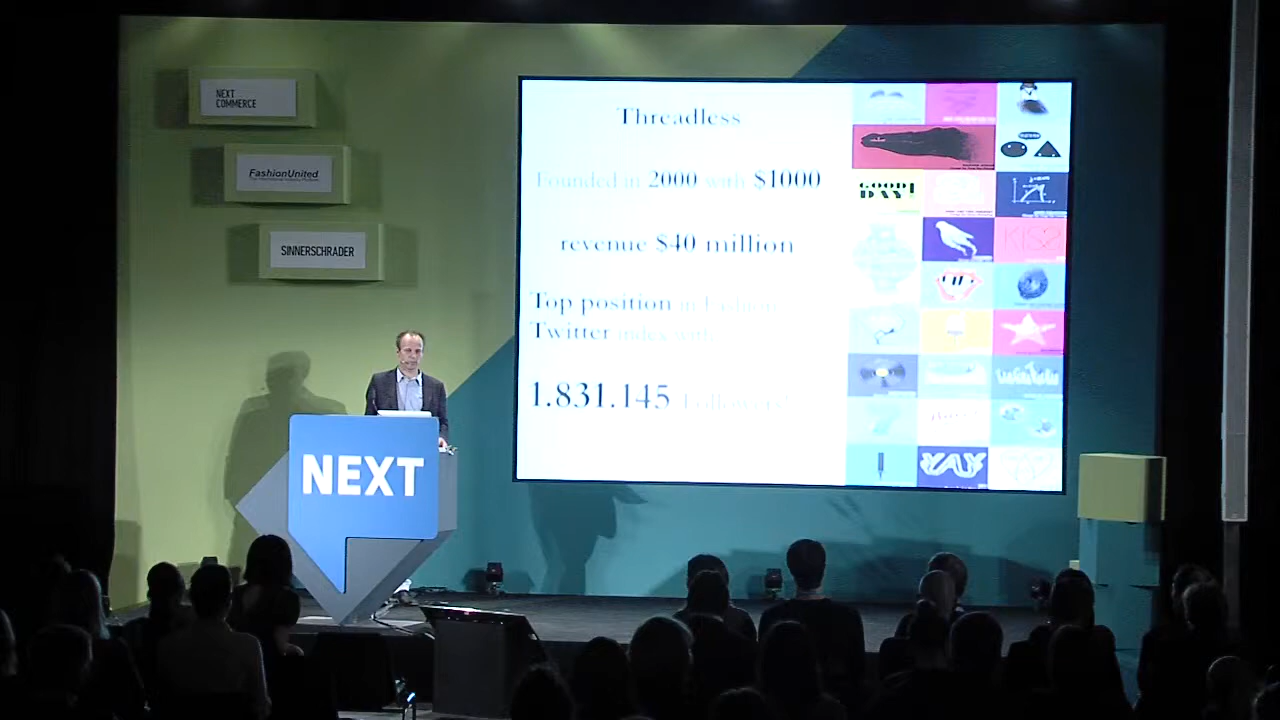 NEXT
COMMERCE
FashionUnited
SINNERSCHRADER
NEXT
Threadless
Founded in 2000 with $1000
revenue $40 million
Top position in Fashion
Twitter index with
1.831.145 Followers!
GOOD
DAY!
KISS
YAY